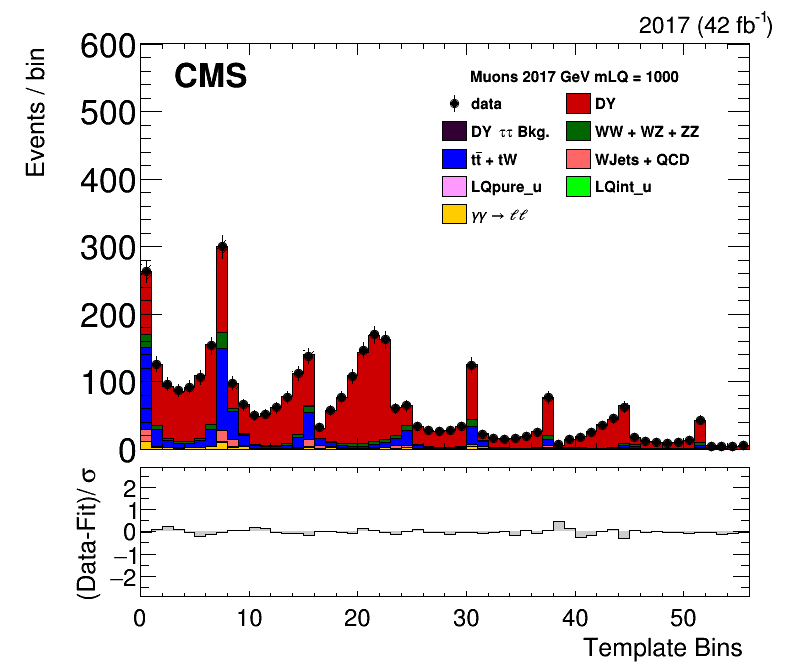 2017 (42 fb⁻¹)
CMS
Muons 2017 GeV mLQ = 1000
data
DY
DY ττ Bkg.
WW + WZ + ZZ
tt̄ + tW
WJets + QCD
LQpure_u
LQint_u
γγ → ℓℓ
Events / bin
600
500
400
300
200
100
0
(Data-Fit)/ σ
2
1
0
−1
−2
0 10 20 30 40 50
Template Bins